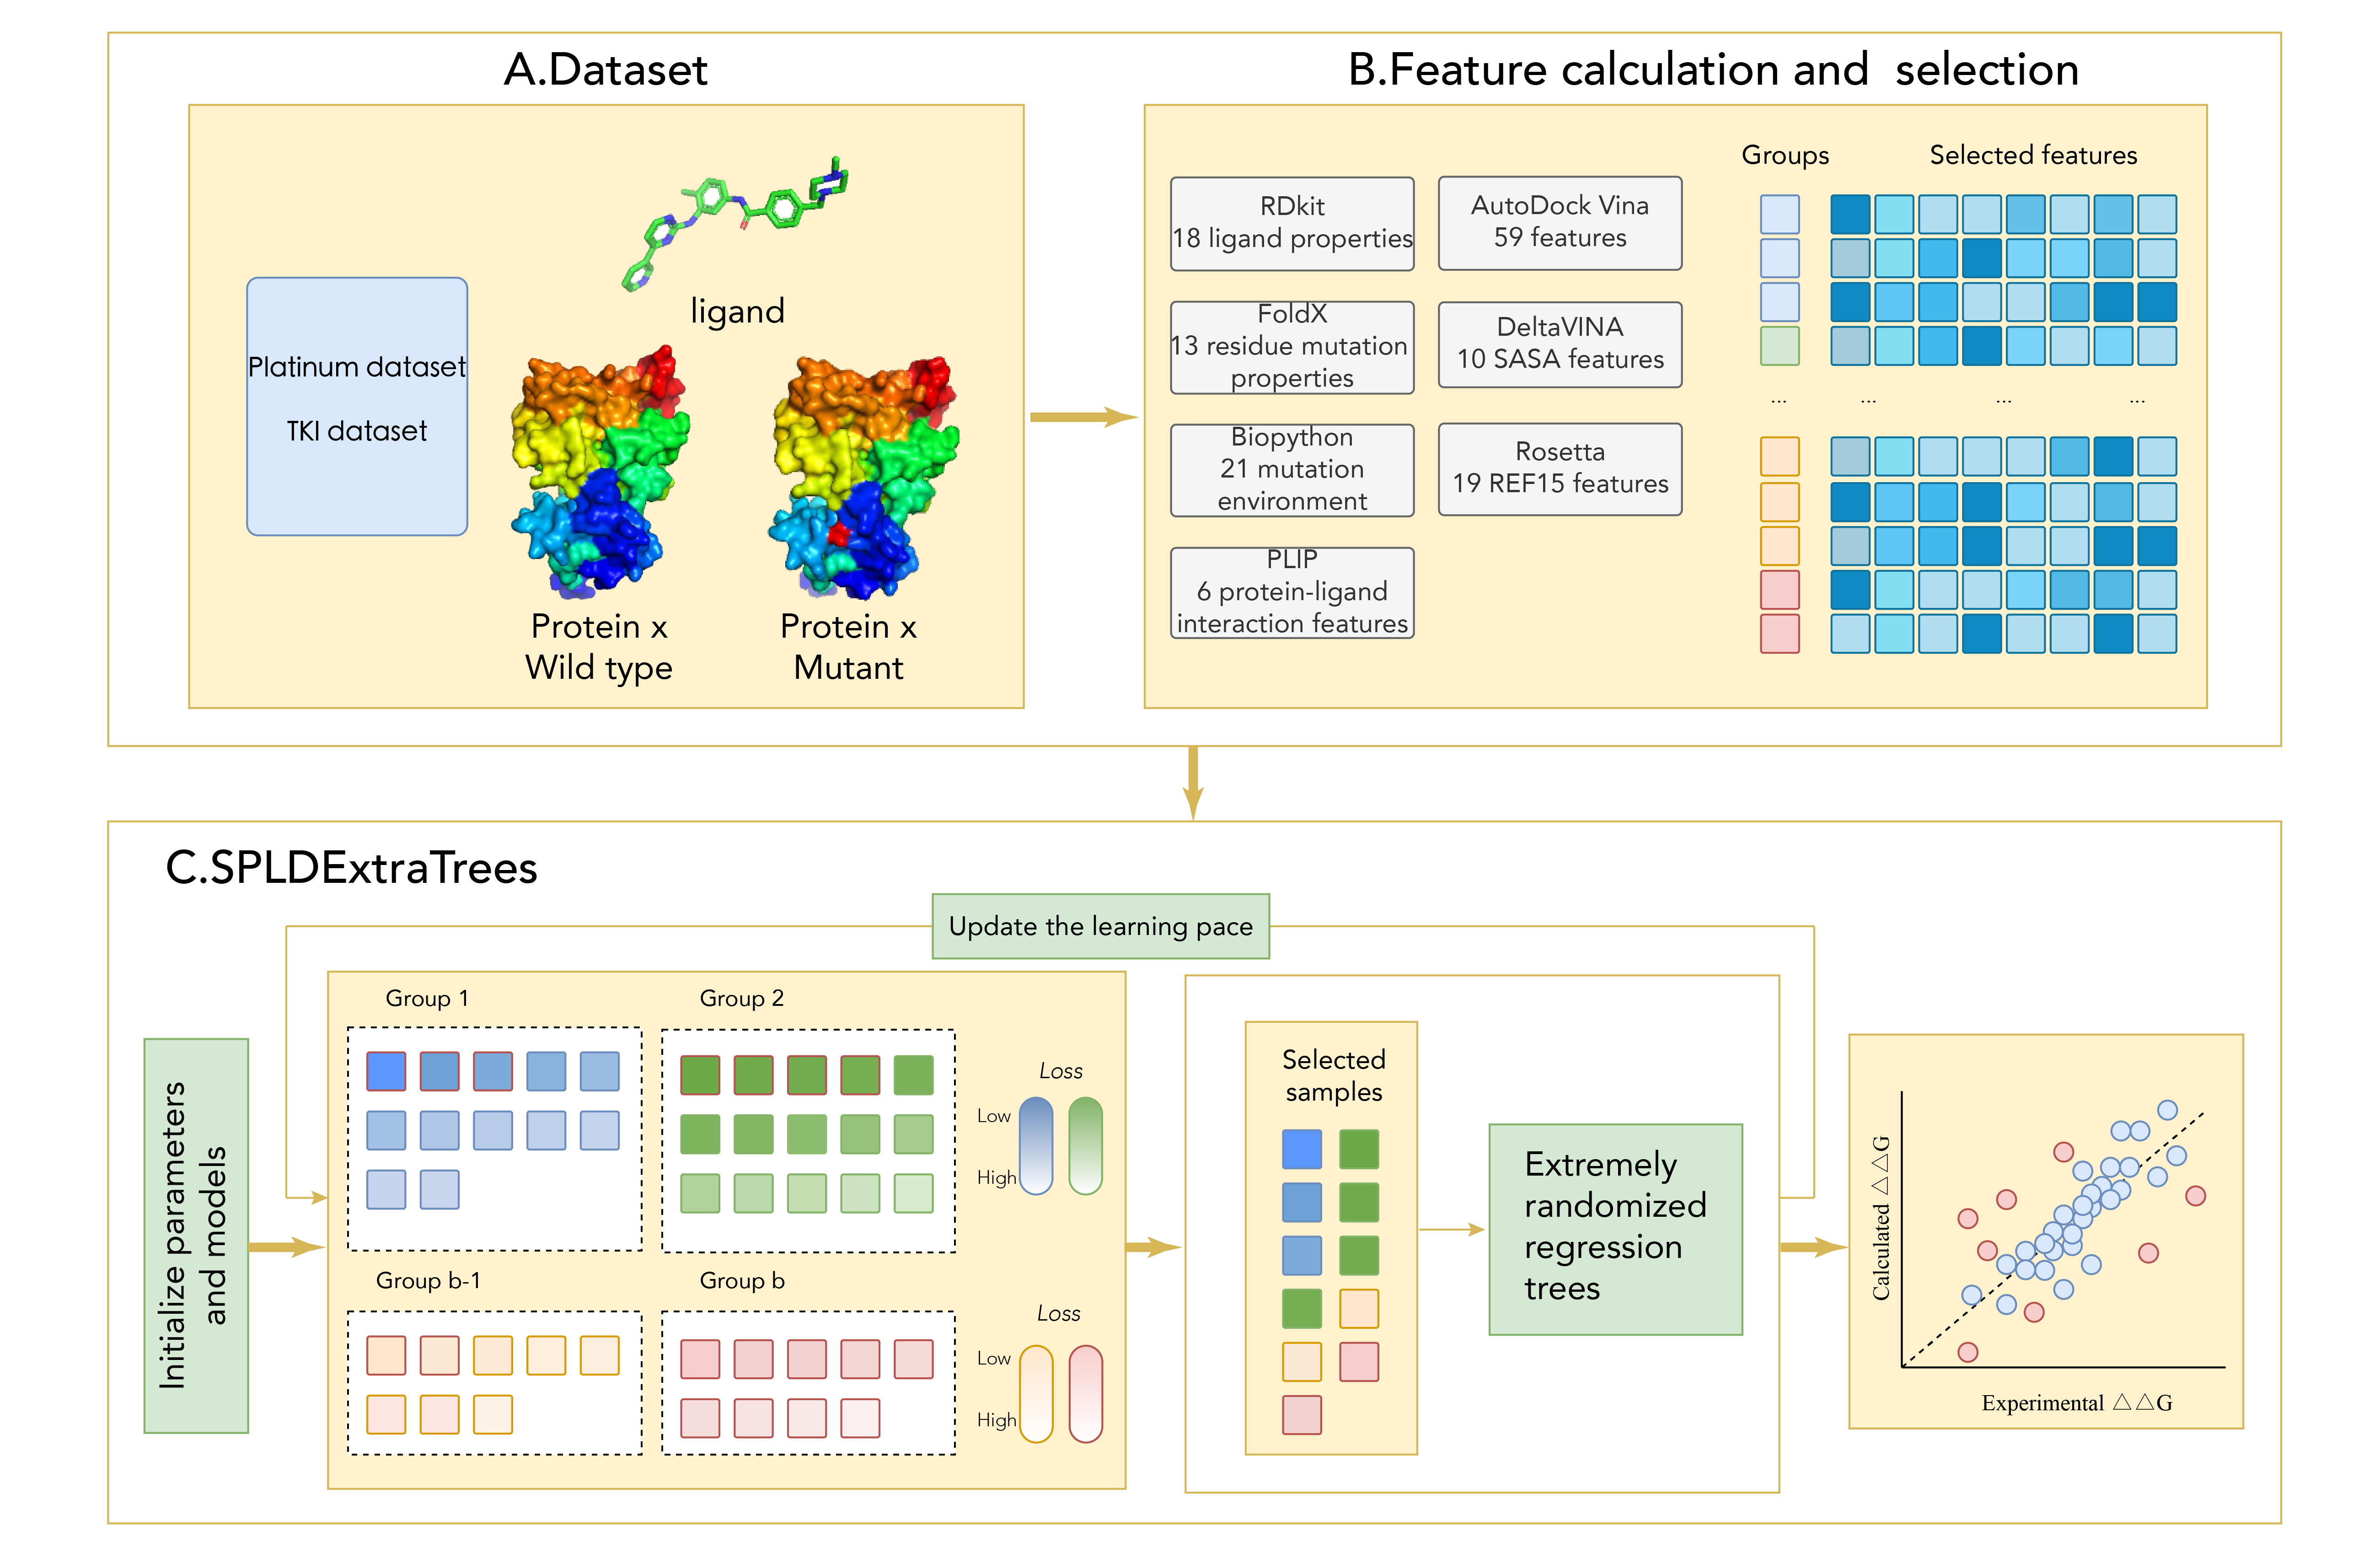 A.Dataset
Platinum dataset
TKI dataset
ligand
Protein x
Wild type
Protein x
Mutant
B.Feature calculation and  selection
RDkit
18 ligand properties
AutoDock Vina
59 features
FoldX
13 residue mutation
properties
DeltaVINA
10 SASA features
Biopython
21 mutation
environment
Rosetta
19 REF15 features
PLIP
6 protein-ligand
interaction features
Groups
Selected features
... ... ... ...
C.SPLDExtraTrees
Update the learning pace
Initialize parameters
and models
Group 1
Group 2
Loss
Low
High
Group b-1
Group b
Loss
Low
High
Selected
samples
Extremely
randomized
regression
trees
Calculated △△G
Experimental △△G